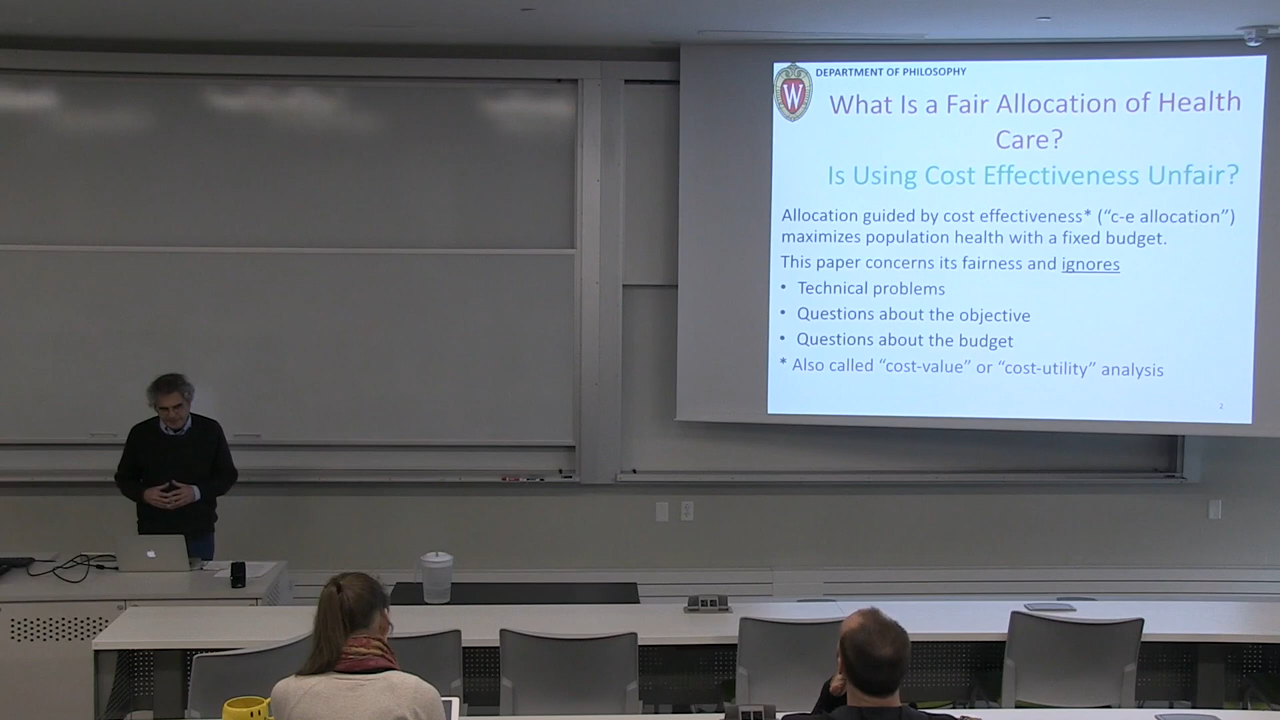 DEPARTMENT OF PHILOSOPHY
W
What Is a Fair Allocation of Health
Care?
Is Using Cost Effectiveness Unfair?
Allocation guided by cost effectiveness* (“c-e allocation”)
maximizes population health with a fixed budget.
This paper concerns its fairness and ignores
• Technical problems
• Questions about the objective
• Questions about the budget
* Also called “cost-value” or “cost-utility” analysis
2